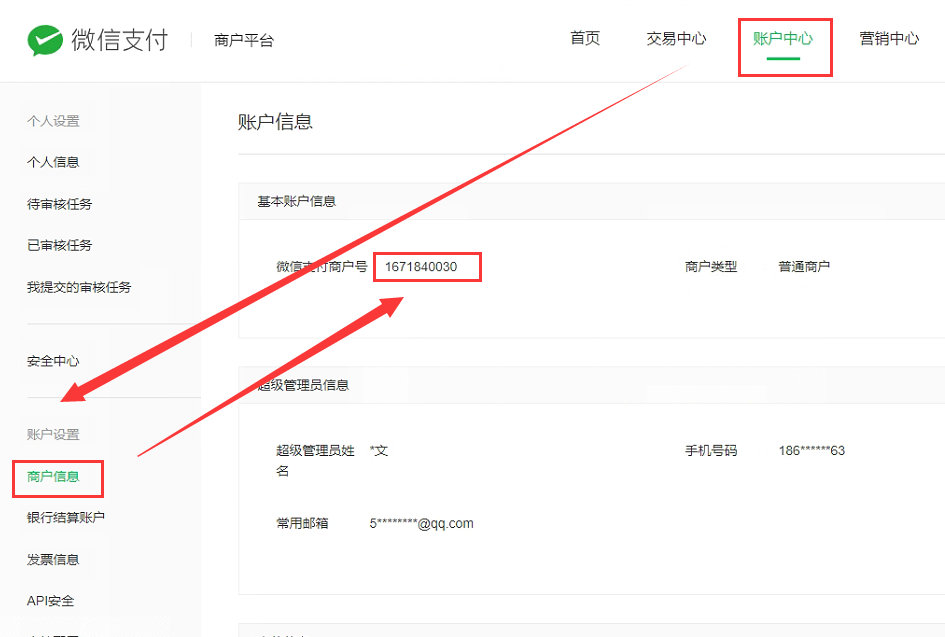 微信支付 商户平台 首页 交易中心 账户中心 营销中心
个人设置
个人信息
待审核任务
已审核任务
我提交的审核任务
安全中心
账户设置
商户信息
银行结算账户
发票信息
API安全
账户信息
基本账户信息
微信支付商户号 1671840030 商户类型 普通商户
超级管理员信息
超级管理员姓名 *文 手机号码 186******63
常用邮箱 5********@qq.com